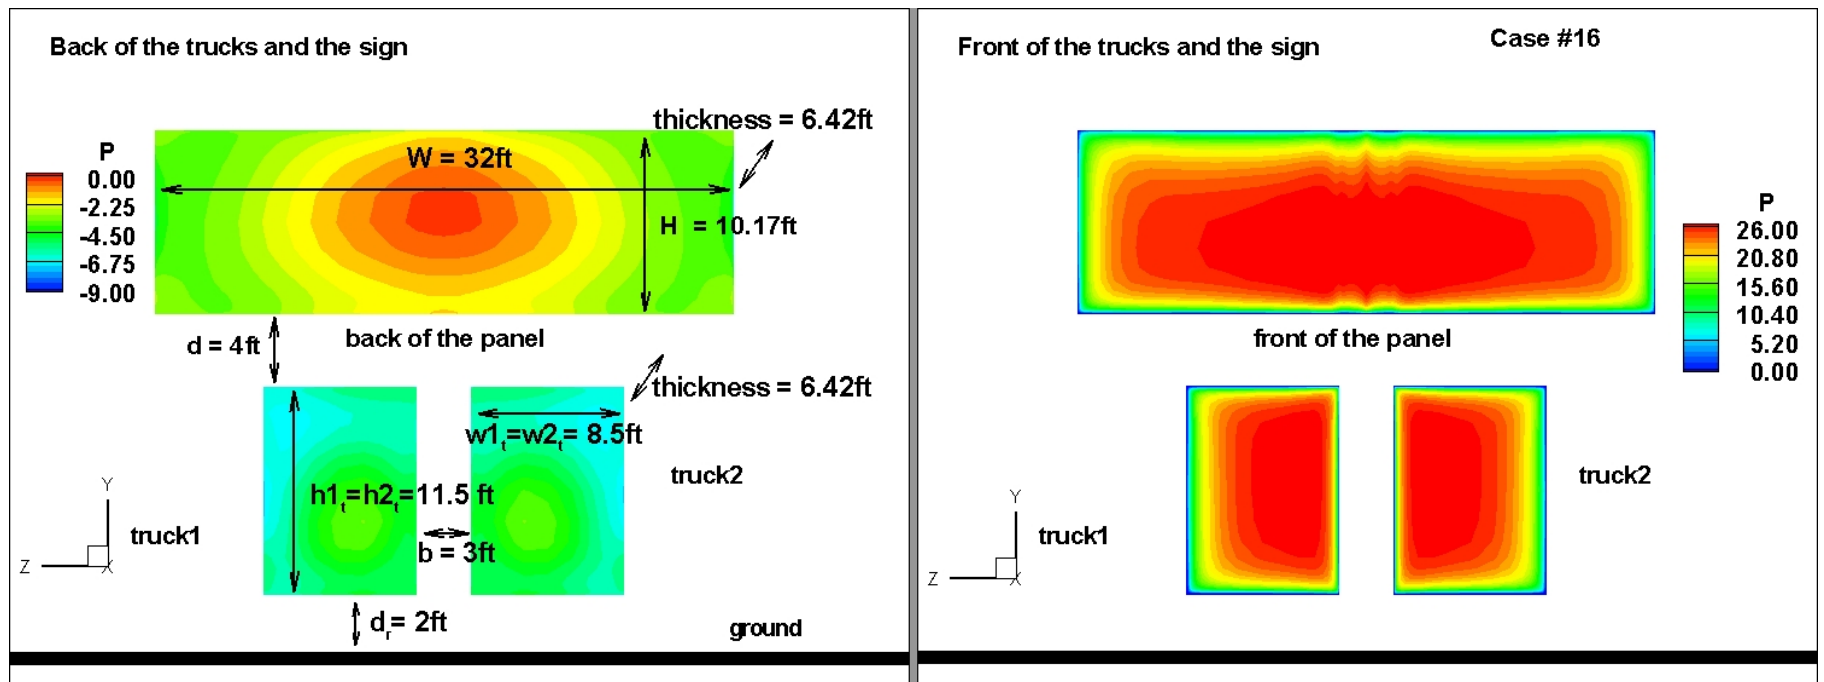 Back of the trucks and the sign
thickness = 6.42ft
P
0.00
-2.25
-4.50
-6.75
-9.00
W = 32ft
H = 10.17ft
d = 4ft
back of the panel
thickness = 6.42ft
w1t=w2t= 8.5ft
truck2
h1t=h2t=11.5 ft
truck1
b = 3ft
Y
Z
X
dr= 2ft
ground
Front of the trucks and the sign
Case #16
P
26.00
20.80
15.60
10.40
5.20
0.00
front of the panel
truck2
truck1
Y
Z
X